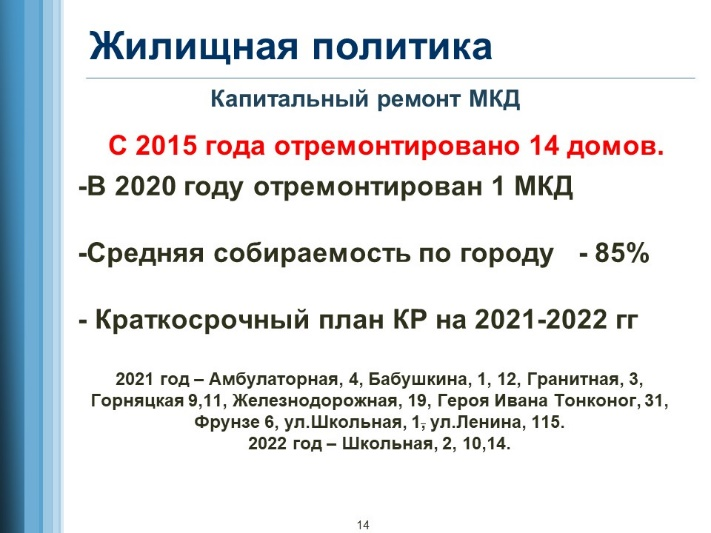 Жилищная политика
Капитальный ремонт МКД
С 2015 года отремонтировано 14 домов.
-В 2020 году отремонтирован 1 МКД
-Средняя собираемость по городу - 85%
- Краткосрочный план КР на 2021-2022 гг
2021 год – Амбулаторная, 4, Бабушкина, 1, 12, Гранитная, 3,
Горняцкая 9,11, Железнодорожная, 19, Героя Ивана Тонконог, 31,
Фрунзе 6, ул.Школьная, 1, ул.Ленина, 115.
2022 год – Школьная, 2, 10,14.
14